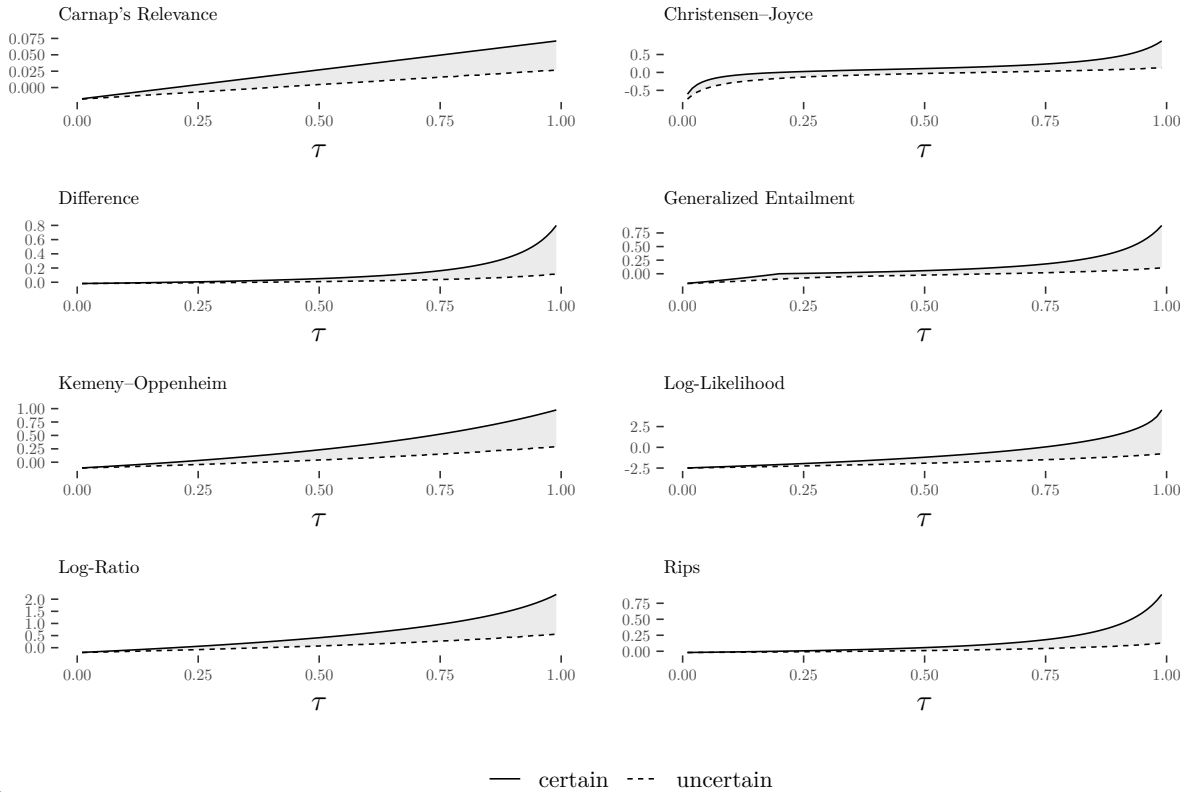 Carnap's Relevance
0.075
0.050
0.025
0.000
0.00 0.25 0.50 0.75 1.00
τ
Christensen–Joyce
0.5
0.0
-0.5
0.00 0.25 0.50 0.75 1.00
τ
Difference
0.8
0.6
0.4
0.2
0.0
0.00 0.25 0.50 0.75 1.00
τ
Generalized Entailment
0.75
0.50
0.25
0.00
0.00 0.25 0.50 0.75 1.00
τ
Kemeny–Oppenheim
1.00
0.75
0.50
0.25
0.00
0.00 0.25 0.50 0.75 1.00
τ
Log-Likelihood
2.5
0.0
-2.5
0.00 0.25 0.50 0.75 1.00
τ
Log-Ratio
2.0
1.5
1.0
0.5
0.0
0.00 0.25 0.50 0.75 1.00
τ
Rips
0.75
0.50
0.25
0.00
0.00 0.25 0.50 0.75 1.00
τ
certain uncertain